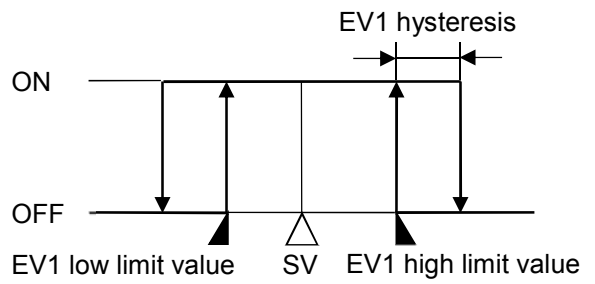 EV1 hysteresis
ON
OFF
EV1 low limit value
SV
EV1 high limit value